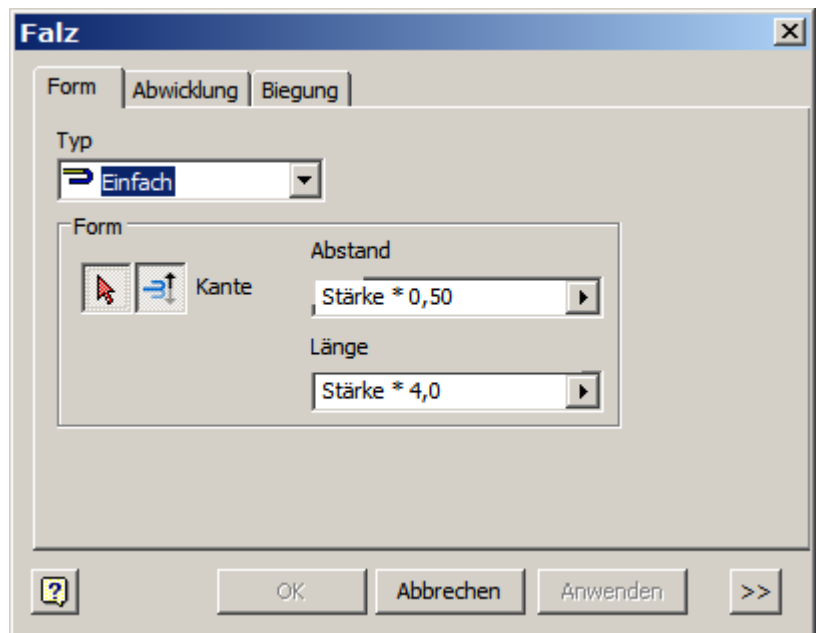 Falz
Form Abwicklung Biegung
Typ
Einfach
Form
Abstand
Kante
Stärke * 0,50
Länge
Stärke * 4,0
OK Abbrechen Anwenden >>